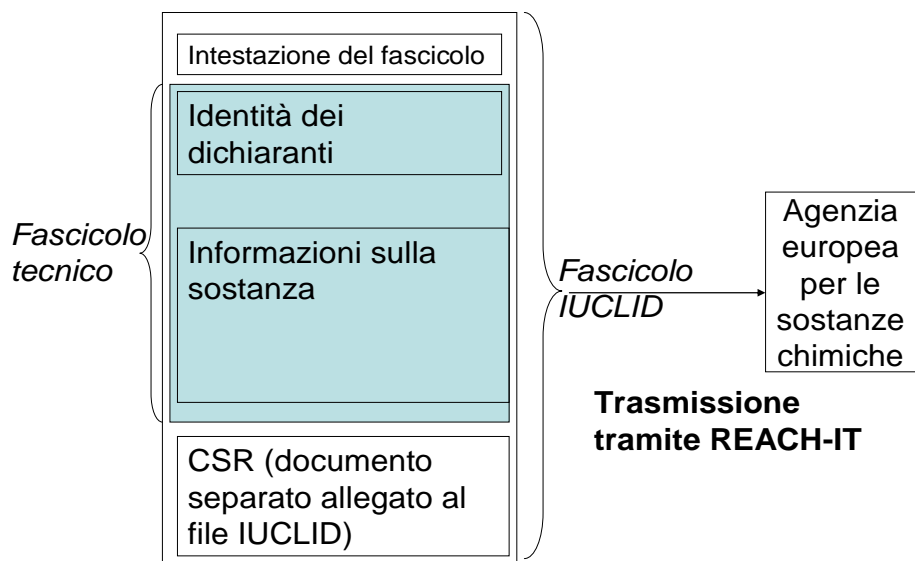 Intestazione del fascicolo
Identità dei
dichiaranti
Fascicolo
tecnico
Informazioni sulla
sostanza
CSR (documento
separato allegato al
file IUCLID)
Fascicolo
IUCLID
Trasmissione
tramite REACH-IT
Agenzia
europea
per le
sostanze
chimiche